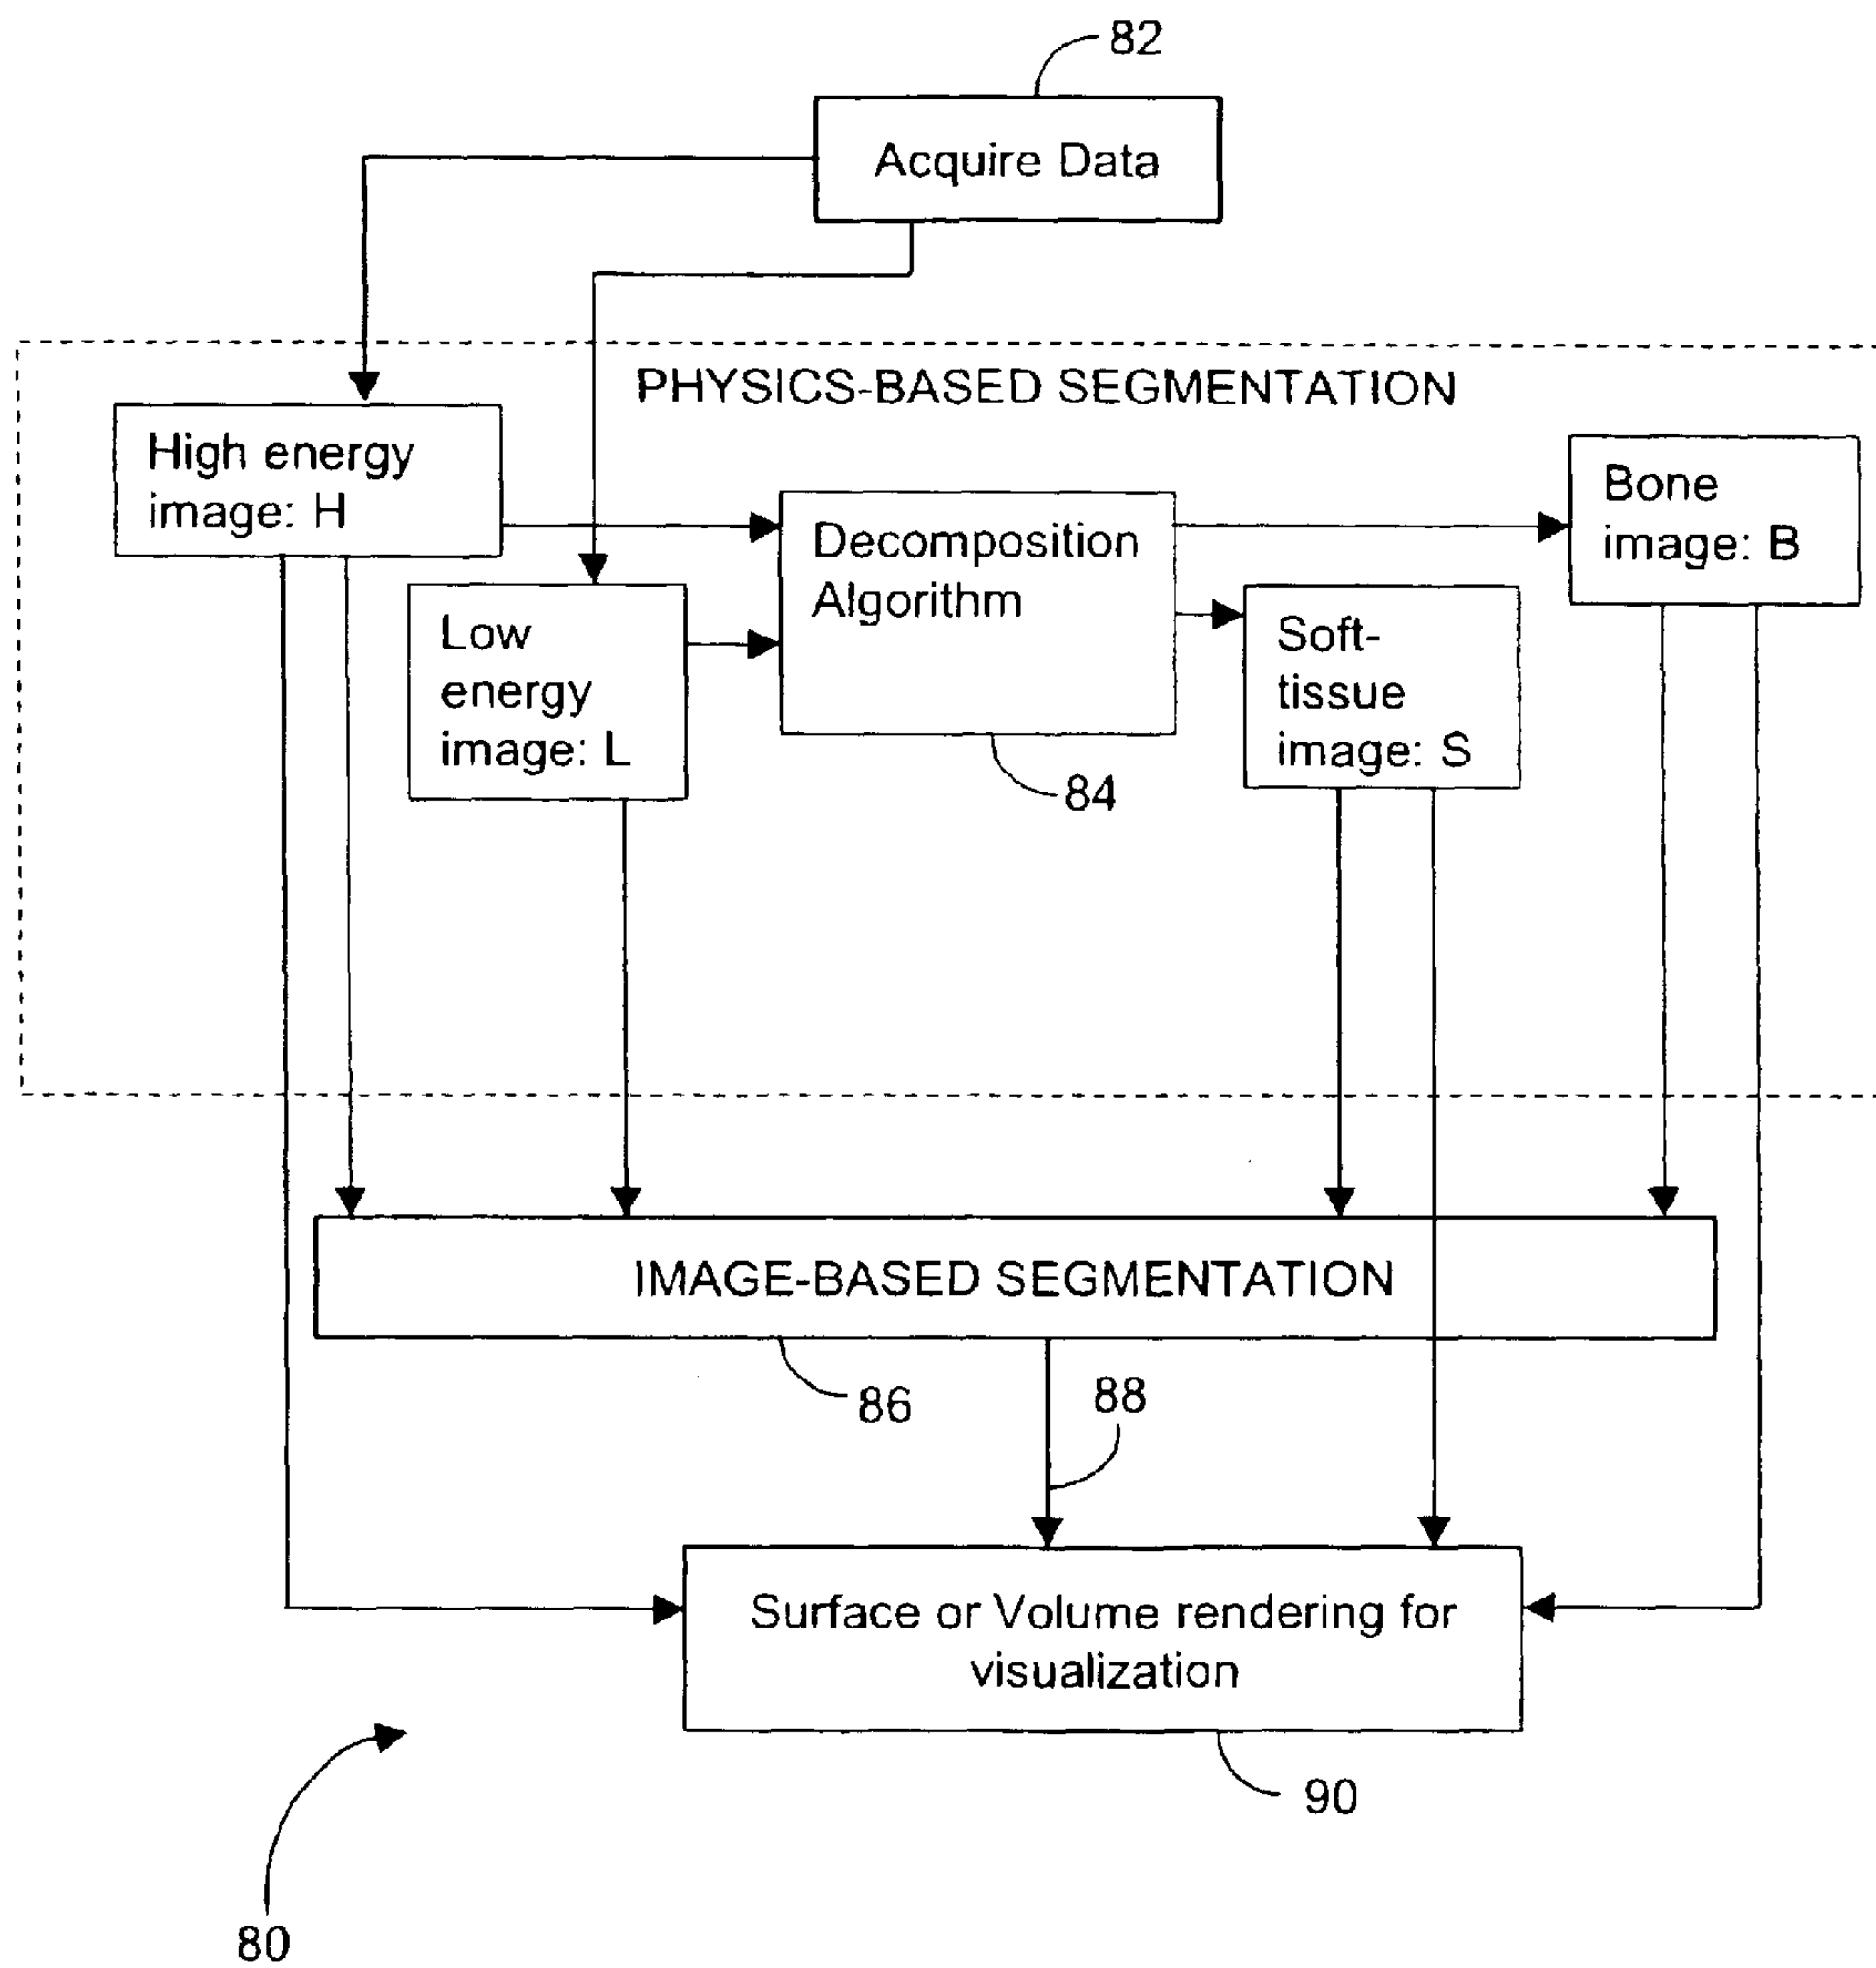 82
Acquire Data
PHYSICS-BASED SEGMENTATION
High energy
image: H
Low
energy
image: L
Decomposition
Algorithm
84
Soft-
tissue
image: S
Bone
image: B
IMAGE-BASED SEGMENTATION
86
88
Surface or Volume rendering for
visualization
90
80